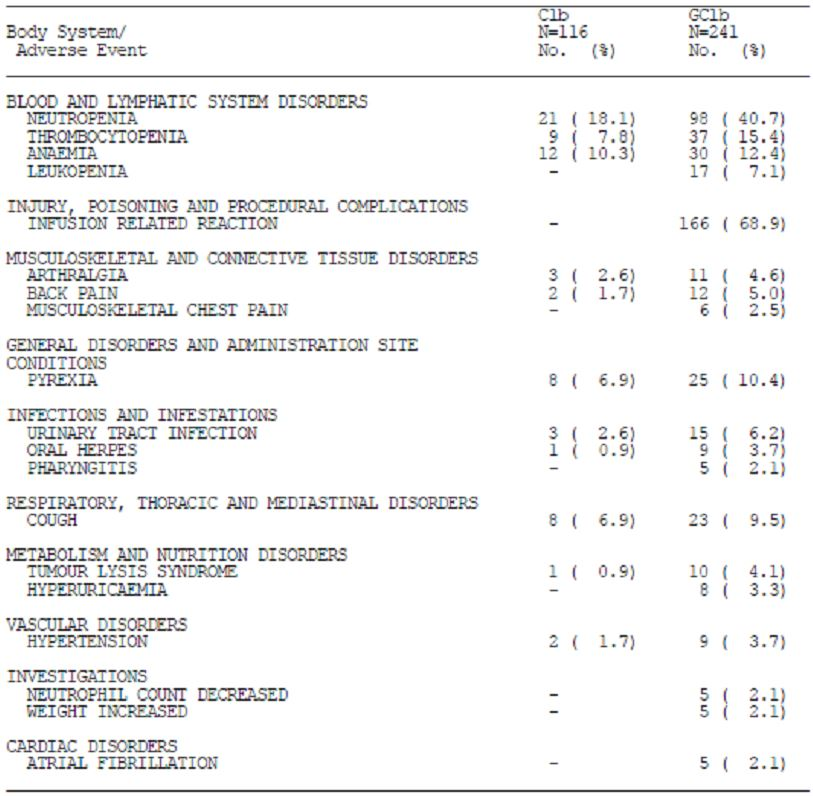 Clb GClb
Body System/ N=116 N=241
Adverse Event No. (%) No. (%)
BLOOD AND LYMPHATIC SYSTEM DISORDERS
NEUTROPENIA 21 ( 18.1) 98 ( 40.7)
THROMBOCYTOPENIA 9 ( 7.8) 37 ( 15.4)
ANAEMIA 12 ( 10.3) 30 ( 12.4)
LEUKOPENIA - 17 ( 7.1)
INJURY, POISONING AND PROCEDURAL COMPLICATIONS
INFUSION RELATED REACTION - 166 ( 68.9)
MUSCULOSKELETAL AND CONNECTIVE TISSUE DISORDERS
ARTHRALGIA 3 ( 2.6) 11 ( 4.6)
BACK PAIN 2 ( 1.7) 12 ( 5.0)
MUSCULOSKELETAL CHEST PAIN - 6 ( 2.5)
GENERAL DISORDERS AND ADMINISTRATION SITE
CONDITIONS
PYREXIA 8 ( 6.9) 25 ( 10.4)
INFECTIONS AND INFESTATIONS
URINARY TRACT INFECTION 3 ( 2.6) 15 ( 6.2)
ORAL HERPES 1 ( 0.9) 9 ( 3.7)
PHARYNGITIS - 5 ( 2.1)
RESPIRATORY, THORACIC AND MEDIASTINAL DISORDERS
COUGH 8 ( 6.9) 23 ( 9.5)
METABOLISM AND NUTRITION DISORDERS
TUMOUR LYSIS SYNDROME 1 ( 0.9) 10 ( 4.1)
HYPERURICAEMIA - 8 ( 3.3)
VASCULAR DISORDERS
HYPERTENSION 2 ( 1.7) 9 ( 3.7)
INVESTIGATIONS
NEUTROPHIL COUNT DECREASED - 5 ( 2.1)
WEIGHT INCREASED - 5 ( 2.1)
CARDIAC DISORDERS
ATRIAL FIBRILLATION - 5 ( 2.1)